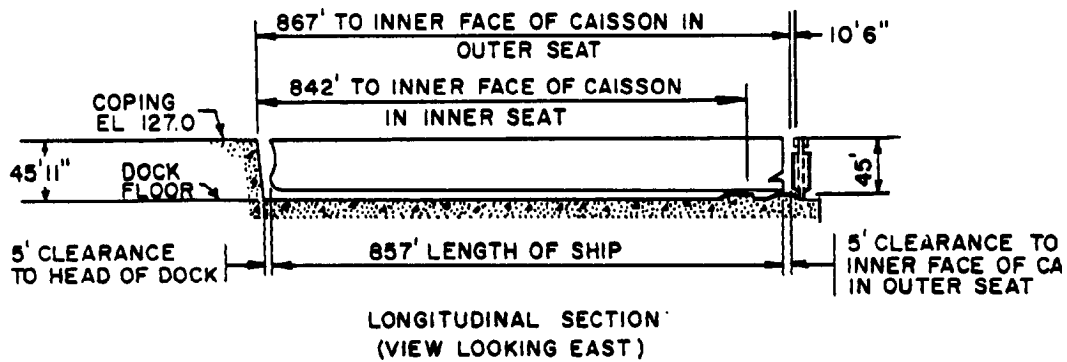 867' TO INNER FACE OF CAISSON IN
OUTER SEAT
10'6"
842' TO INNER FACE OF CAISSON
IN INNER SEAT
COPING
EL 127.0
45'11"
DOCK
FLOOR
45'
5' CLEARANCE
TO HEAD OF DOCK
857' LENGTH OF SHIP
5' CLEARANCE TO
INNER FACE OF CA
IN OUTER SEAT
LONGITUDINAL SECTION
(VIEW LOOKING EAST)